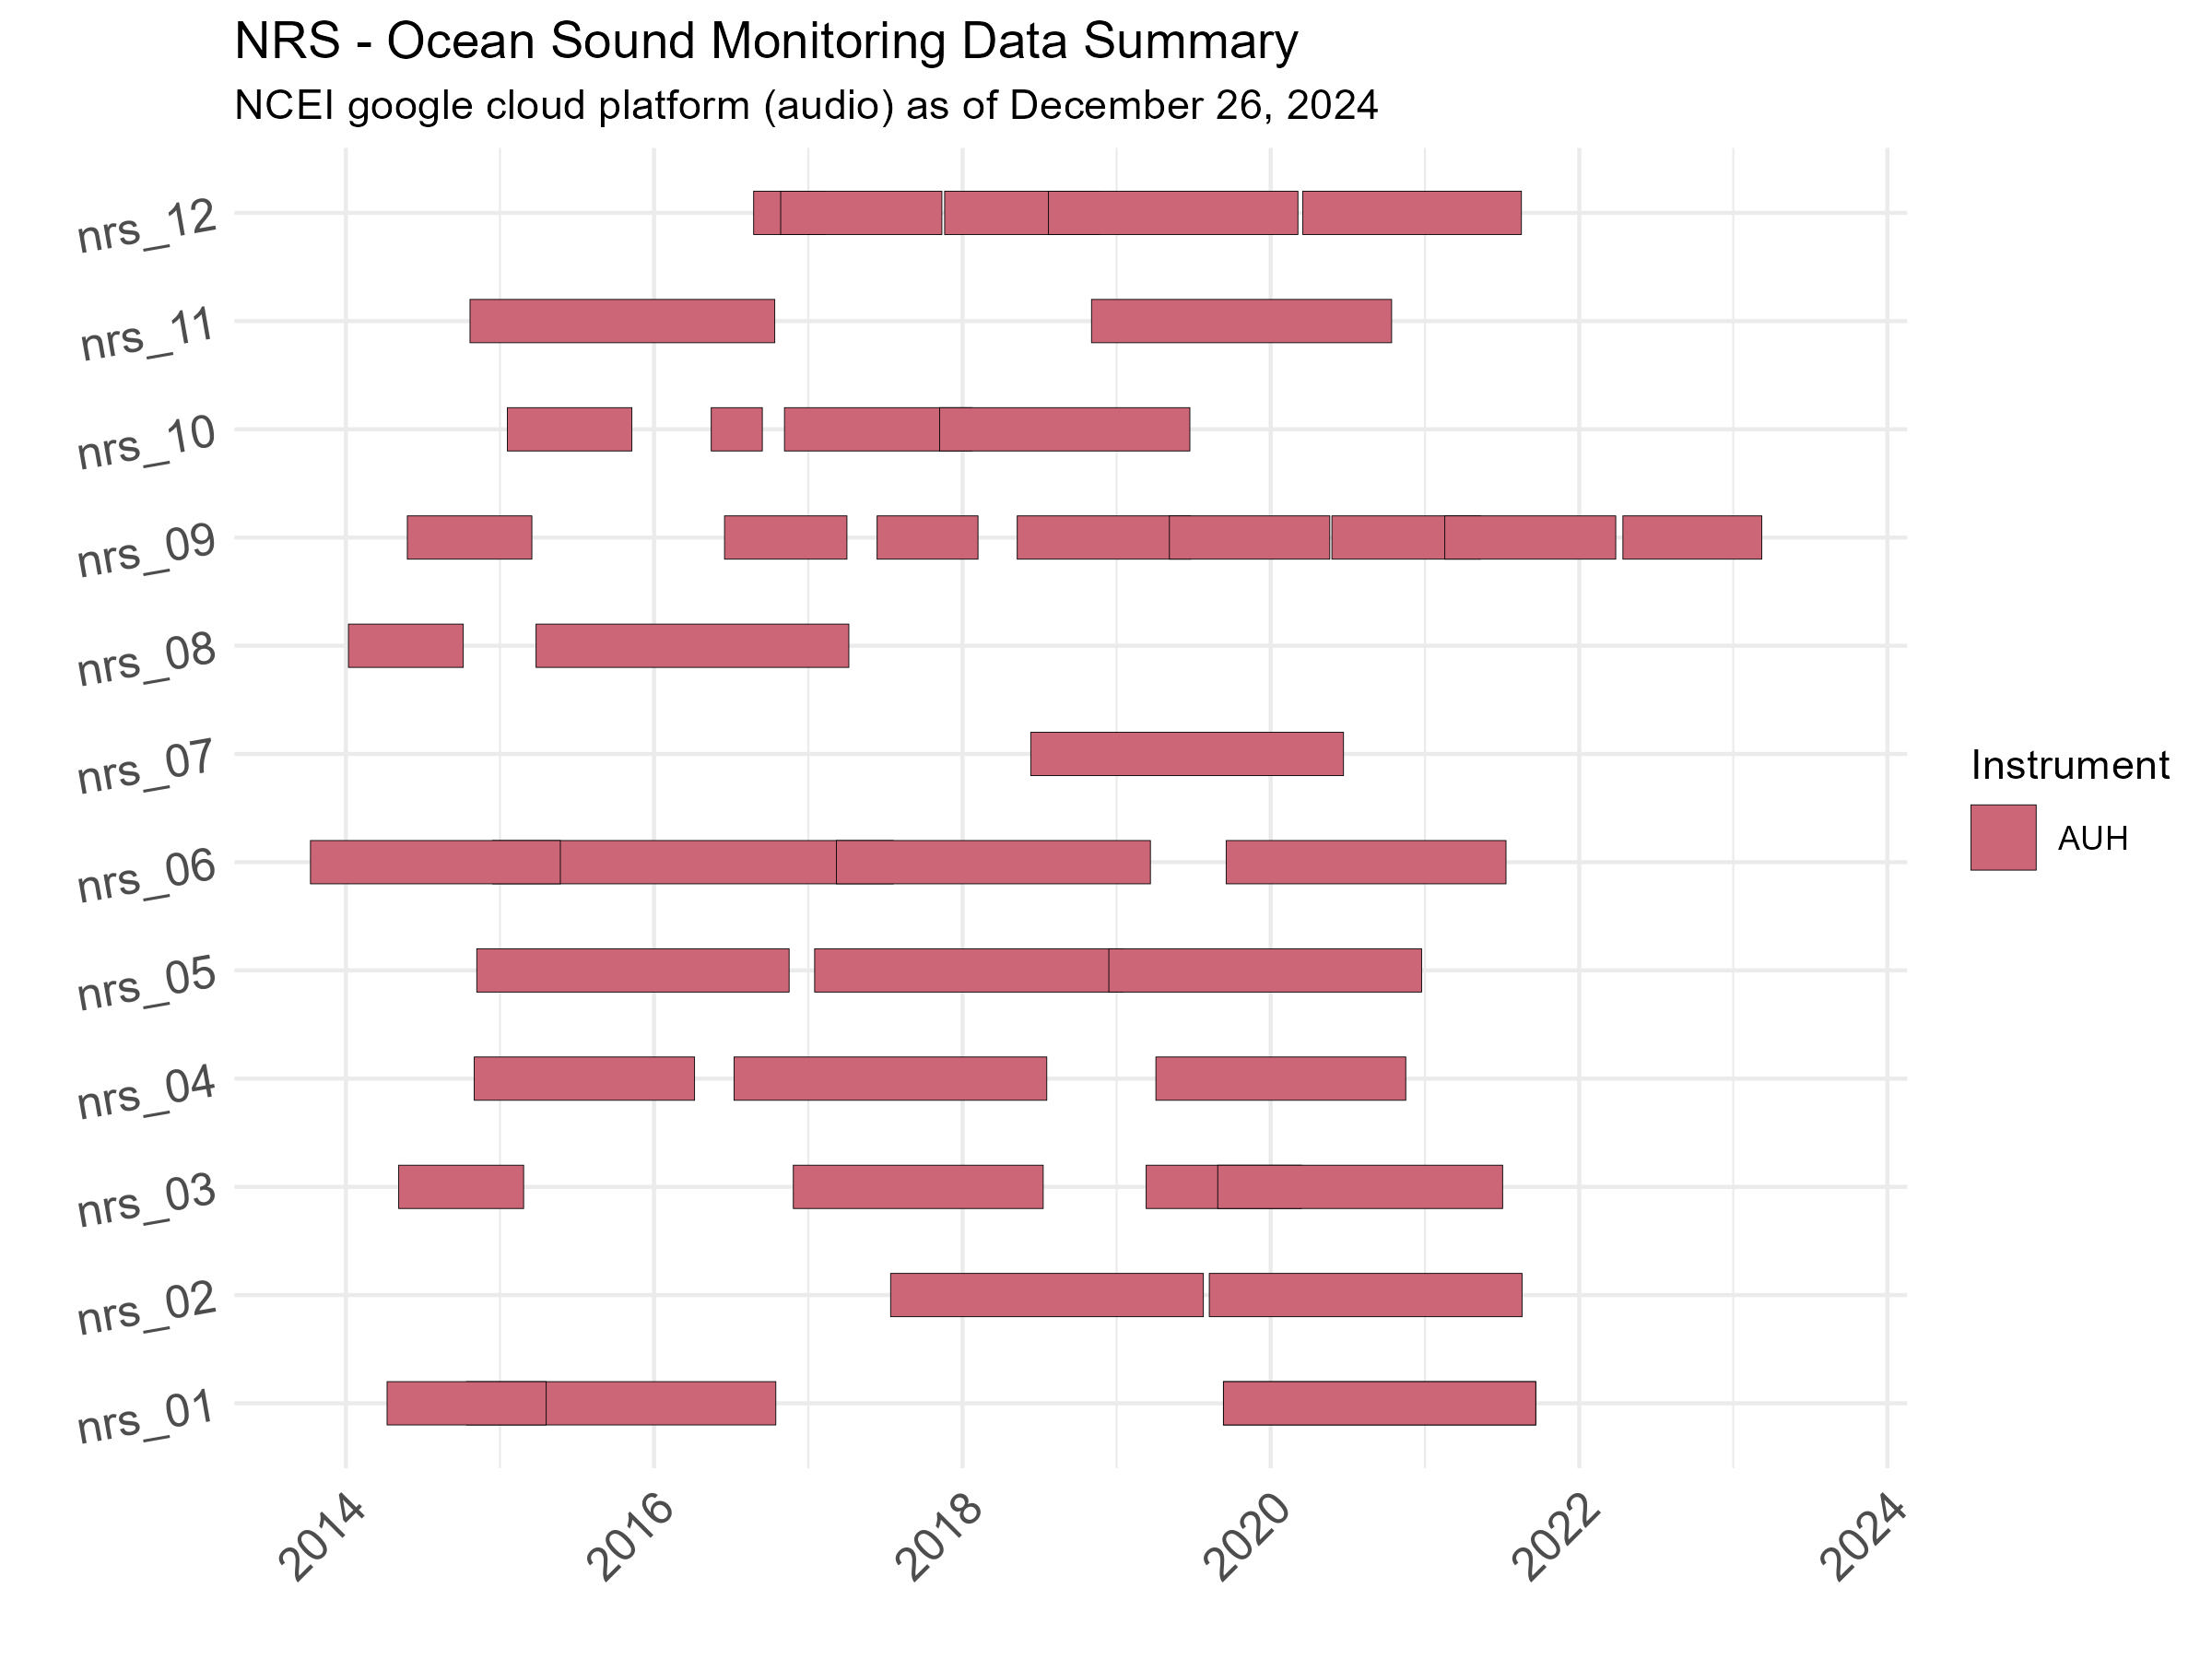 NRS - Ocean Sound Monitoring Data Summary
NCEI google cloud platform (audio) as of December 26, 2024
nrs_12
nrs_11
nrs_10
nrs_09
nrs_08
nrs_07
nrs_06
nrs_05
nrs_04
nrs_03
nrs_02
nrs_01
Instrument
AUH
2014
2016
2018
2020
2022
2024